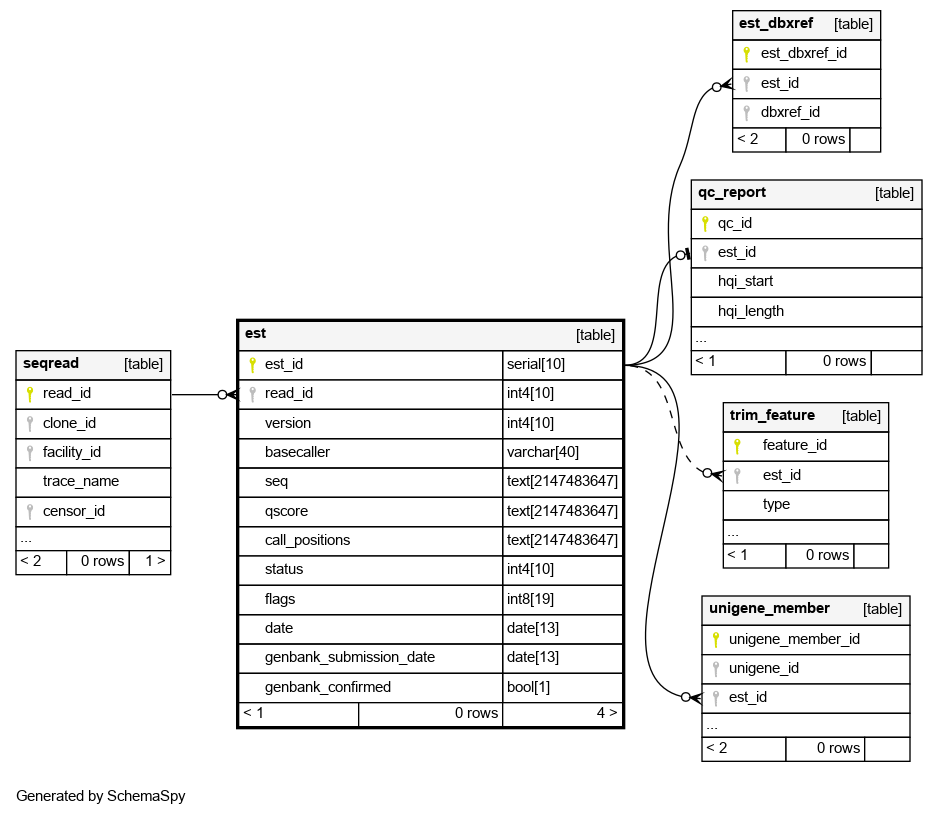 est_dbxref [table]
est_dbxref_id
est_id
dbxref_id
< 2 0 rows
qc_report [table]
qc_id
est_id
hqi_start
hqi_length
...
< 1 0 rows
est [table]
est_id serial[10]
read_id int4[10]
version int4[10]
basecaller varchar[40]
seq text[2147483647]
qscore text[2147483647]
call_positions text[2147483647]
status int4[10]
flags int8[19]
date date[13]
genbank_submission_date date[13]
genbank_confirmed bool[1]
< 1 0 rows 4 >
seqread [table]
read_id
clone_id
facility_id
trace_name
censor_id
...
< 2 0 rows 1 >
trim_feature [table]
feature_id
est_id
type
...
< 1 0 rows
unigene_member [table]
unigene_member_id
unigene_id
est_id
...
< 2 0 rows
Generated by SchemaSpy